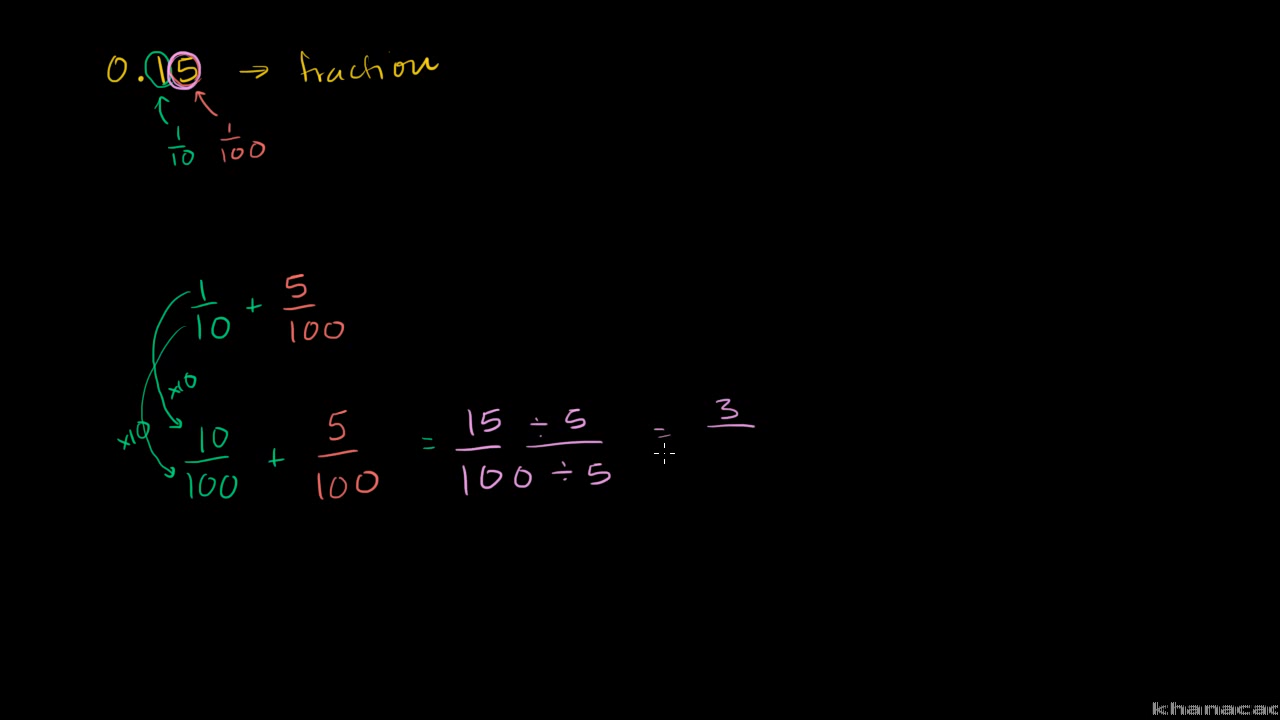 0.15 → fraction
1/10 1/100
1/10 + 5/100
×10
×10
10/100 + 5/100 = 15 ÷ 5/100 ÷ 5 = 3/
khanacac